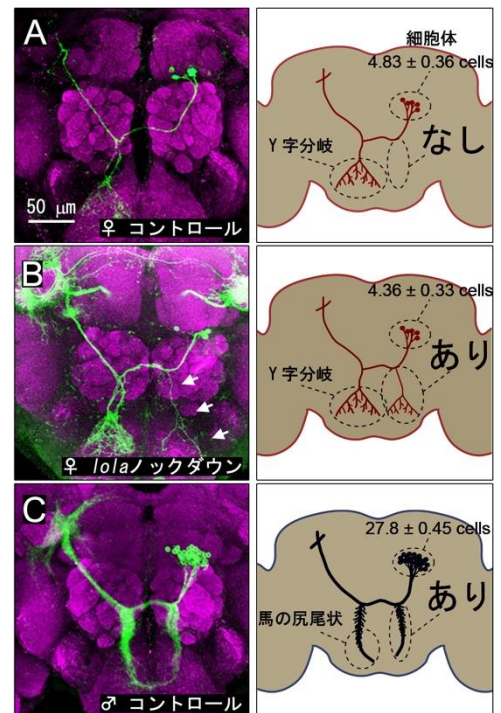 A
50 μm
♀ コントロール
細胞体
4.83 ± 0.36 cells
なし
Y 字分岐
B
♀ lolaノックダウン
4.36 ± 0.33 cells
あり
Y 字分岐
C
♂ コントロール
27.8 ± 0.45 cells
あり
馬の尻尾状